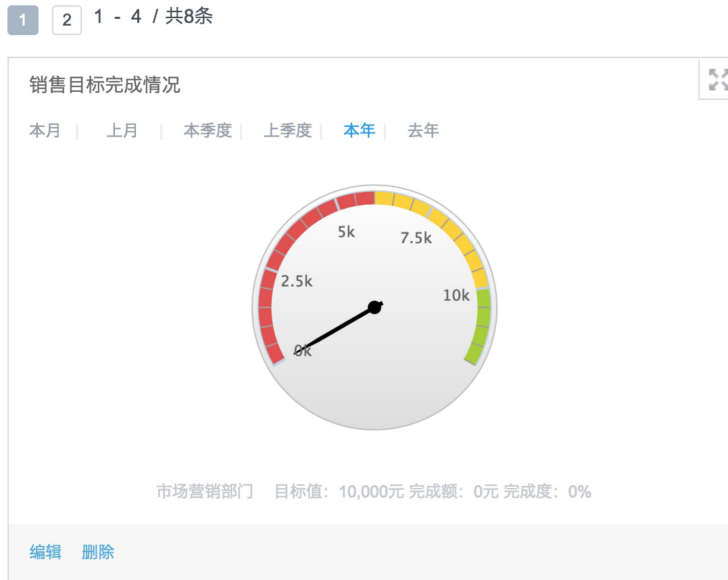 1 2 1 - 4 / 共8条
销售目标完成情况
本月 | 上月 | 本季度 | 上季度 | 本年 | 去年
5k
7.5k
2.5k
10k
0k
市场营销部门 目标值：10,000元 完成额：0元 完成度：0%
编辑 删除